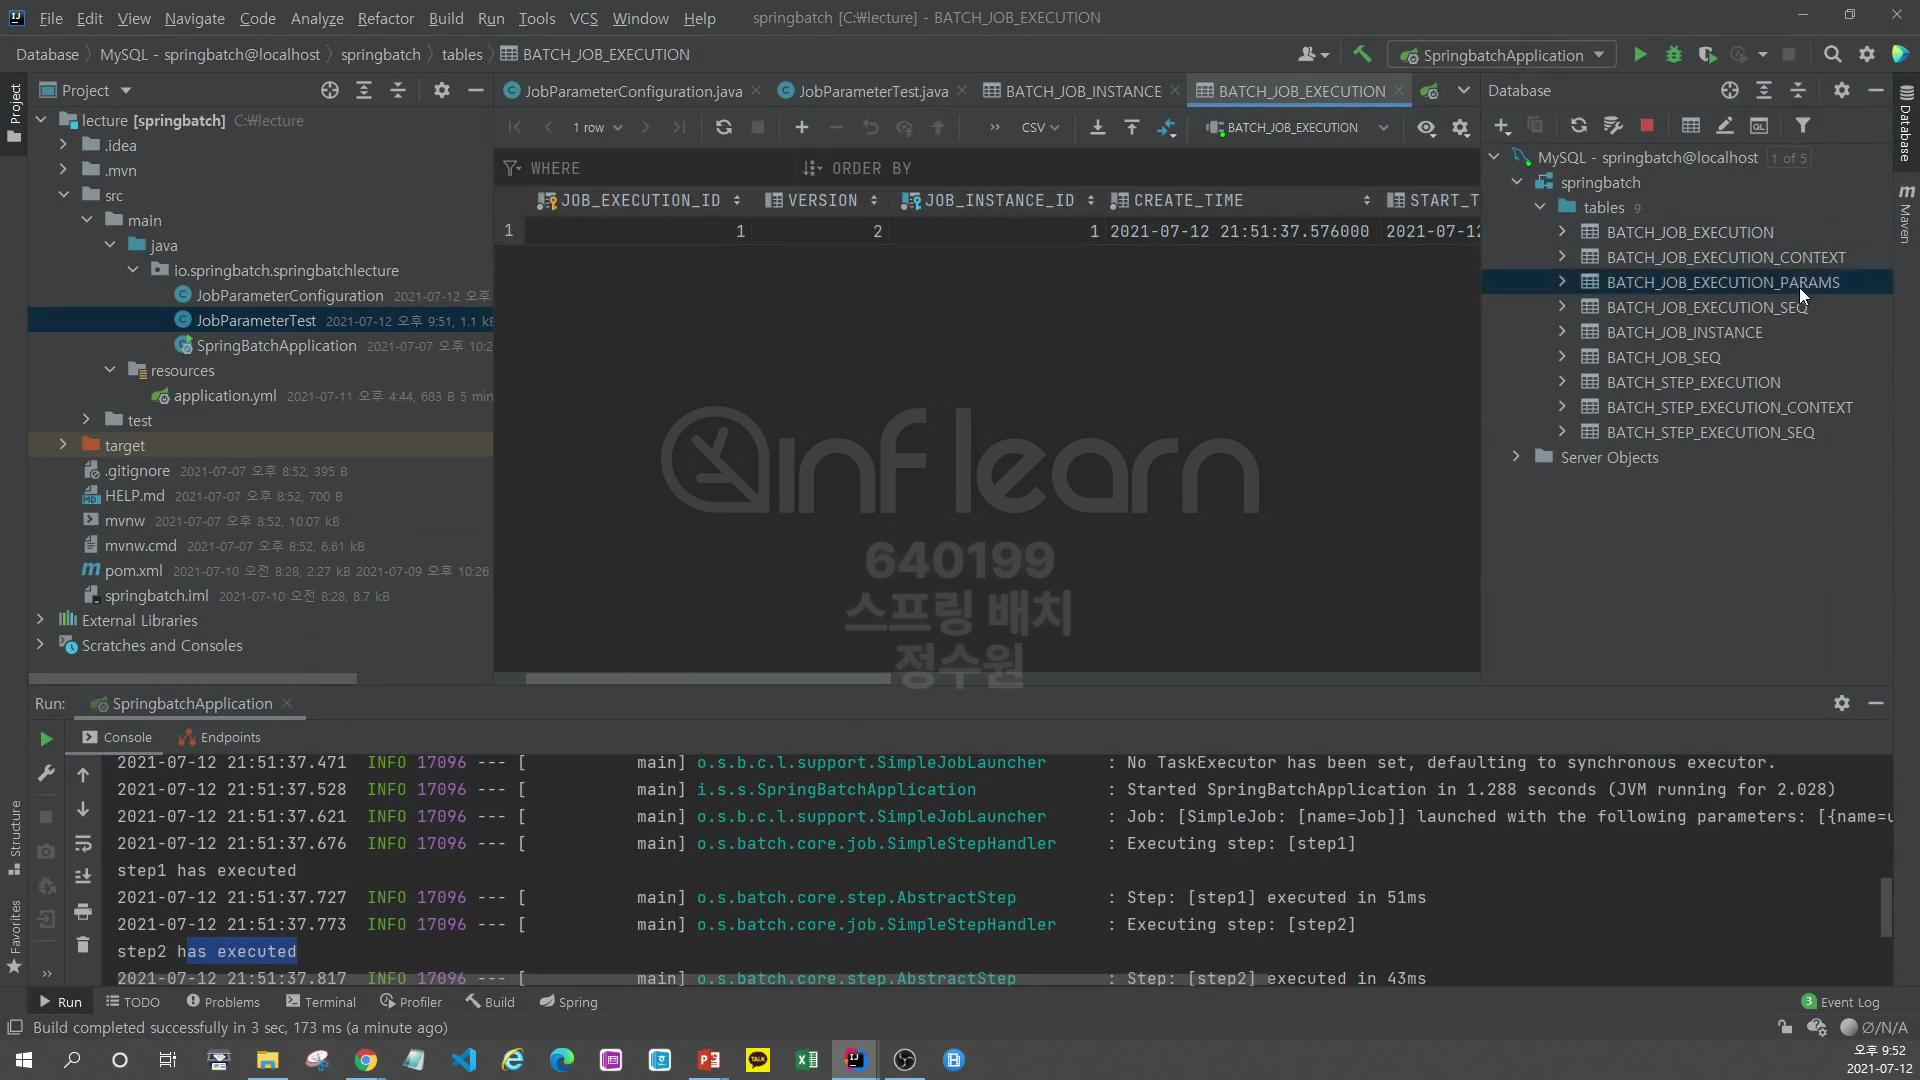 File Edit View Navigate Code Analyze Refactor Build Run Tools VCS Window Help springbatch [C:₩lecture] - BATCH_JOB_EXECUTION
Database MySQL - springbatch@localhost springbatch tables BATCH_JOB_EXECUTION SpringbatchApplication
Project
JobParameterConfiguration.java JobParameterTest.java BATCH_JOB_INSTANCE BATCH_JOB_EXECUTION
Database
1 row CSV BATCH_JOB_EXECUTION
WHERE ORDER BY
JOB_EXECUTION_ID VERSION JOB_INSTANCE_ID CREATE_TIME START_T
1 1 2 1 2021-07-12 21:51:37.576000 2021-07-12
lecture [springbatch] C:₩lecture
.idea
.mvn
src
main
java
io.springbatch.springbatchlecture
JobParameterConfiguration 2021-07-12 오후
JobParameterTest 2021-07-12 오후 9:51, 1.1 kB
SpringBatchApplication 2021-07-07 오후 10:2
resources
application.yml 2021-07-11 오후 4:44, 683 B 5 min
test
target
.gitignore 2021-07-07 오후 8:52, 395 B
HELP.md 2021-07-07 오후 8:52, 700 B
mvnw 2021-07-07 오후 8:52, 10.07 kB
mvnw.cmd 2021-07-07 오후 8:52, 6.61 kB
pom.xml 2021-07-10 오전 8:28, 2.27 kB 2021-07-09 오후 10:26
springbatch.iml 2021-07-10 오전 8:28, 8.7 kB
External Libraries
Scratches and Consoles
inflearn
640199
스프링 배치
정수원
MySQL - springbatch@localhost 1 of 5
springbatch
tables 9
BATCH_JOB_EXECUTION
BATCH_JOB_EXECUTION_CONTEXT
BATCH_JOB_EXECUTION_PARAMS
BATCH_JOB_EXECUTION_SEQ
BATCH_JOB_INSTANCE
BATCH_JOB_SEQ
BATCH_STEP_EXECUTION
BATCH_STEP_EXECUTION_CONTEXT
BATCH_STEP_EXECUTION_SEQ
Server Objects
Project
Structure
Favorites
Database
Maven
Run: SpringbatchApplication
Console Endpoints
2021-07-12 21:51:37.471 INFO 17096 --- [ main] o.s.b.c.l.support.SimpleJobLauncher : No TaskExecutor has been set, defaulting to synchronous executor.
2021-07-12 21:51:37.528 INFO 17096 --- [ main] i.s.s.SpringBatchApplication : Started SpringBatchApplication in 1.288 seconds (JVM running for 2.028)
2021-07-12 21:51:37.621 INFO 17096 --- [ main] o.s.b.c.l.support.SimpleJobLauncher : Job: [SimpleJob: [name=Job]] launched with the following parameters: [{name=u
2021-07-12 21:51:37.676 INFO 17096 --- [ main] o.s.batch.core.job.SimpleStepHandler : Executing step: [step1]
step1 has executed
2021-07-12 21:51:37.727 INFO 17096 --- [ main] o.s.batch.core.step.AbstractStep : Step: [step1] executed in 51ms
2021-07-12 21:51:37.773 INFO 17096 --- [ main] o.s.batch.core.job.SimpleStepHandler : Executing step: [step2]
step2 has executed
2021-07-12 21:51:37.817 INFO 17096 --- [ main] o.s.batch.core.step.AbstractStep : Step: [step2] executed in 43ms
Run TODO Problems Terminal Profiler Build Spring 3 Event Log
Build completed successfully in 3 sec, 173 ms (a minute ago) ∅/N/A
오후 9:52
2021-07-12